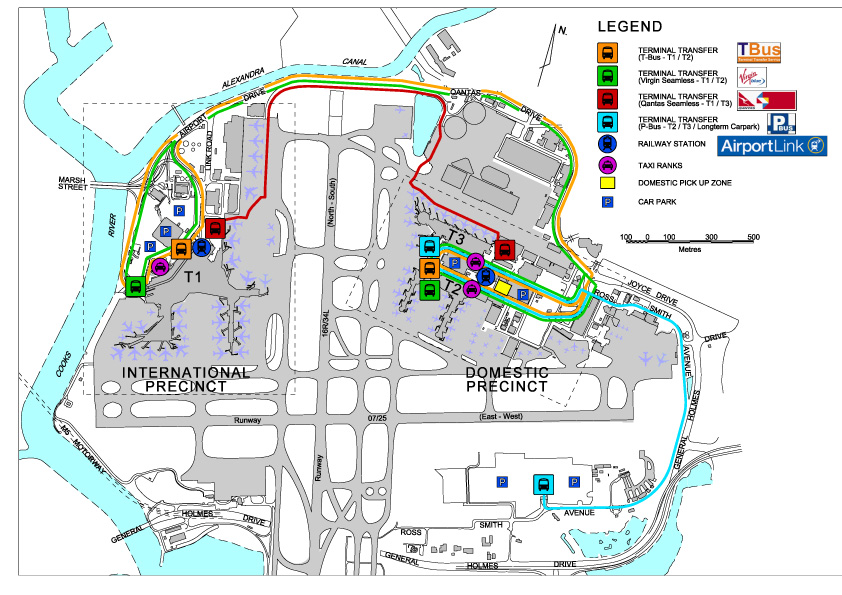 LEGEND
TERMINAL TRANSFER
(T-Bus - T1 / T2)
TBus
TERMINAL TRANSFER
(Virgin Seamless - T1 / T2)
Virgin
TERMINAL TRANSFER
(Qantas Seamless - T1 / T3)
TERMINAL TRANSFER
(P-Bus - T2 / T3 / Longterm Carpark)
P
BUS
RAILWAY STATION
AirportLink
TAXI RANKS
DOMESTIC PICK UP ZONE
P
CAR PARK
100
0
100
200
300
400
500
Metres
N.
ALEXANDRA
CANAL
AIRPORT
DRIVE
QANTAS
DRIVE
LINK ROAD
MARSH
STREET
RIVER
COOKS
P
P
P
T1
(North - South)
16R/34L
T3
T2
P
P
ROSS
SMITH
AVENUE
JOYCE DRIVE
DRIVE
HOLMES
GENERAL
INTERNATIONAL
PRECINCT
DOMESTIC
PRECINCT
Runway
07/25
(East - West)
Runway
M5 MOTORWAY
GENERAL
HOLMES
DRIVE
P
P
ROSS
SMITH
AVENUE
GENERAL
HOLMES
DRIVE